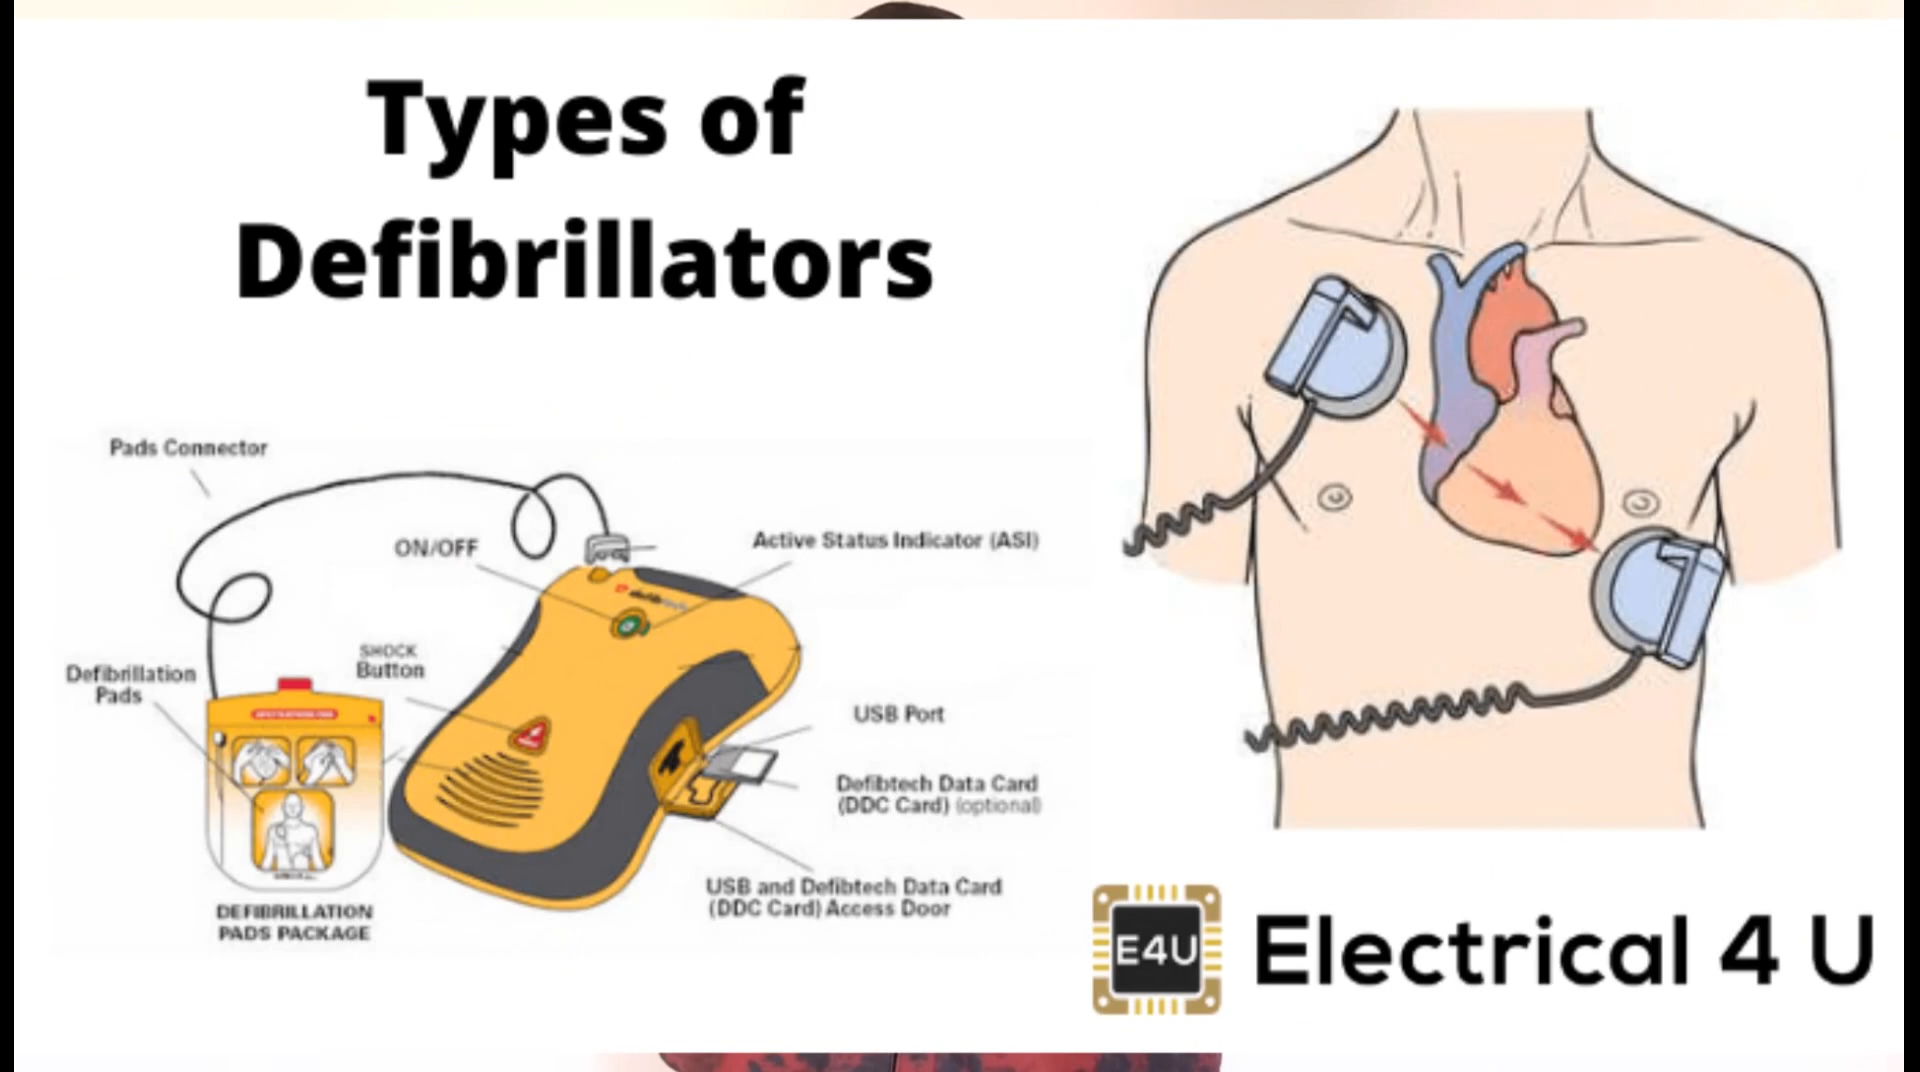 Types of
Defibrillators
Pads Connector
ON/OFF
Active Status Indicator (ASI)
SHOCK
Button
Defibrillation
Pads
USB Port
Defibtech Data Card
(DDC Card) (optional)
USB and Defibtech Data Card
(DDC Card) Access Door
DEFIBRILLATION
PADS PACKAGE
E4U
Electrical 4 U